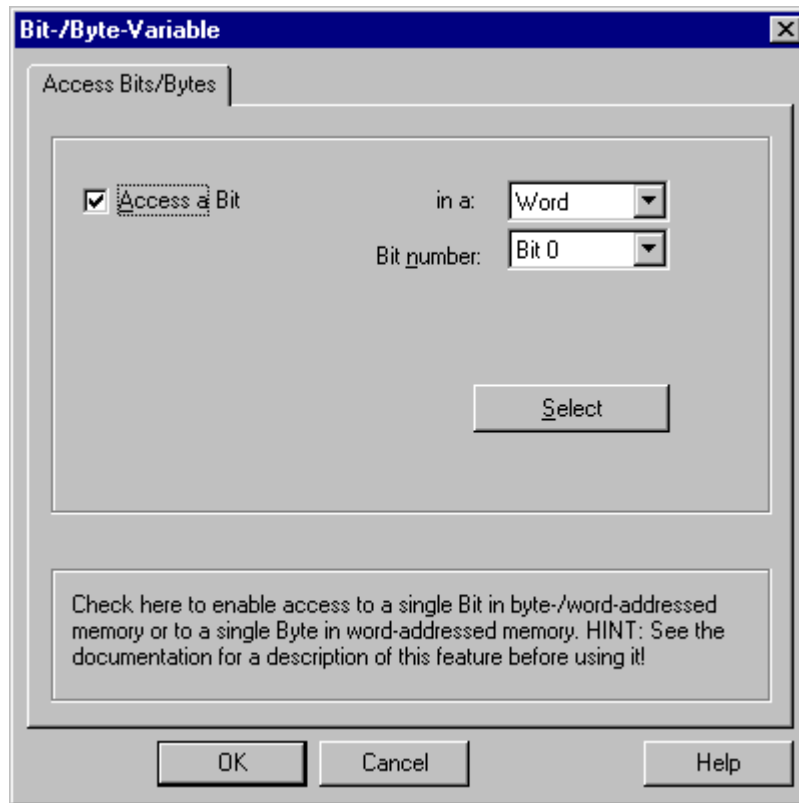 Bit-/Byte-Variable
Access Bits/Bytes
Access a Bit in a: Word
Bit number: Bit 0
Select
Check here to enable access to a single Bit in byte-/word-addressed
memory or to a single Byte in word-addressed memory. HINT: See the
documentation for a description of this feature before using it!
OK Cancel Help